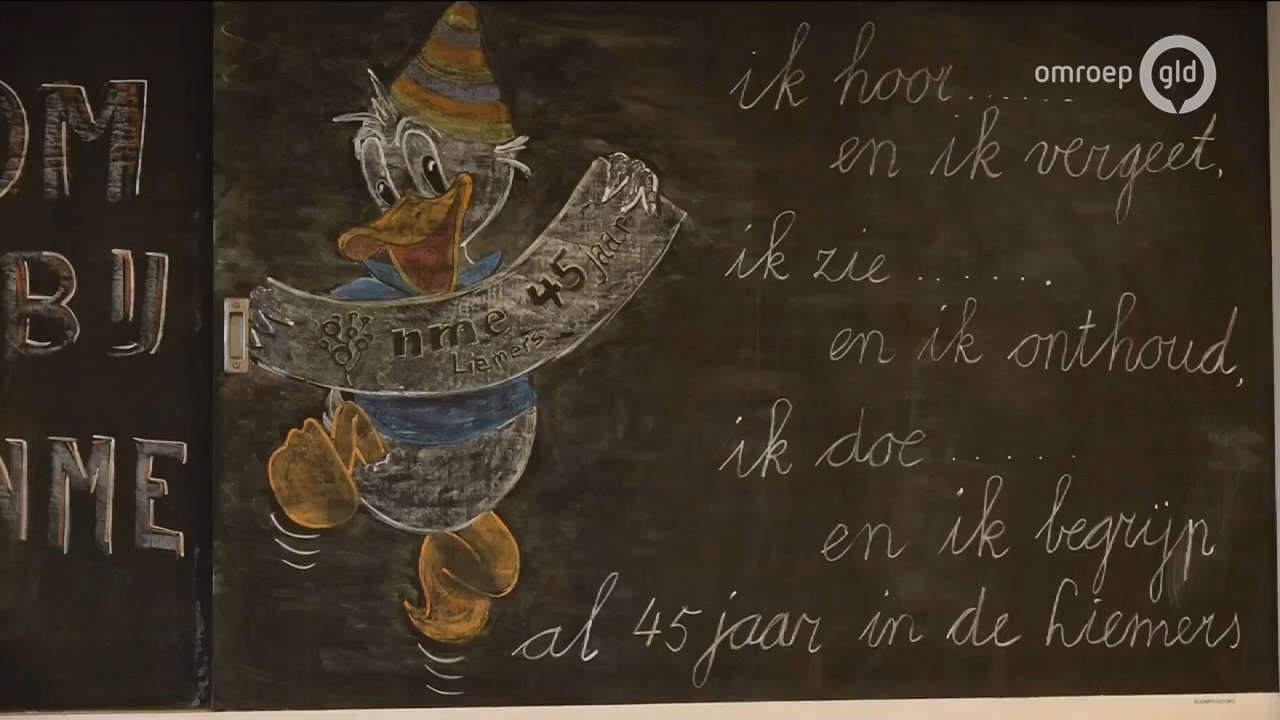 OM
BIJ
NME
nme
Liemers
45 jaar
ik hoor......
en ik vergeet,
ik zie ......
en ik onthoud,
ik doe .....
en ik begrijp
al 45 jaar in de Liemers
omroep gld